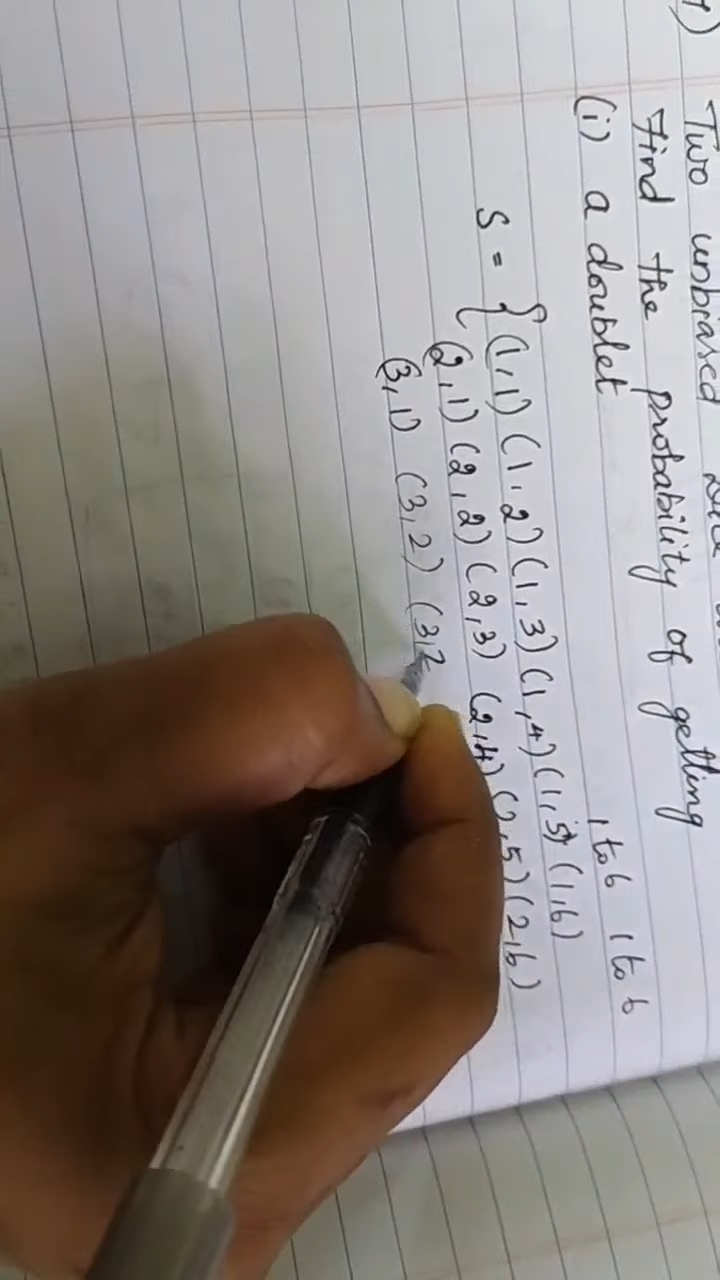 Two unbiased
Find the probability of getting
(i) a doublet
1 to 6 1 to 6
S = { (1,1) (1,2) (1,3) (1,4) (1,5) (1,6)
(2,1) (2,2) (2,3) (2,4) (2,5) (2,6)
(3,1) (3,2) (3,